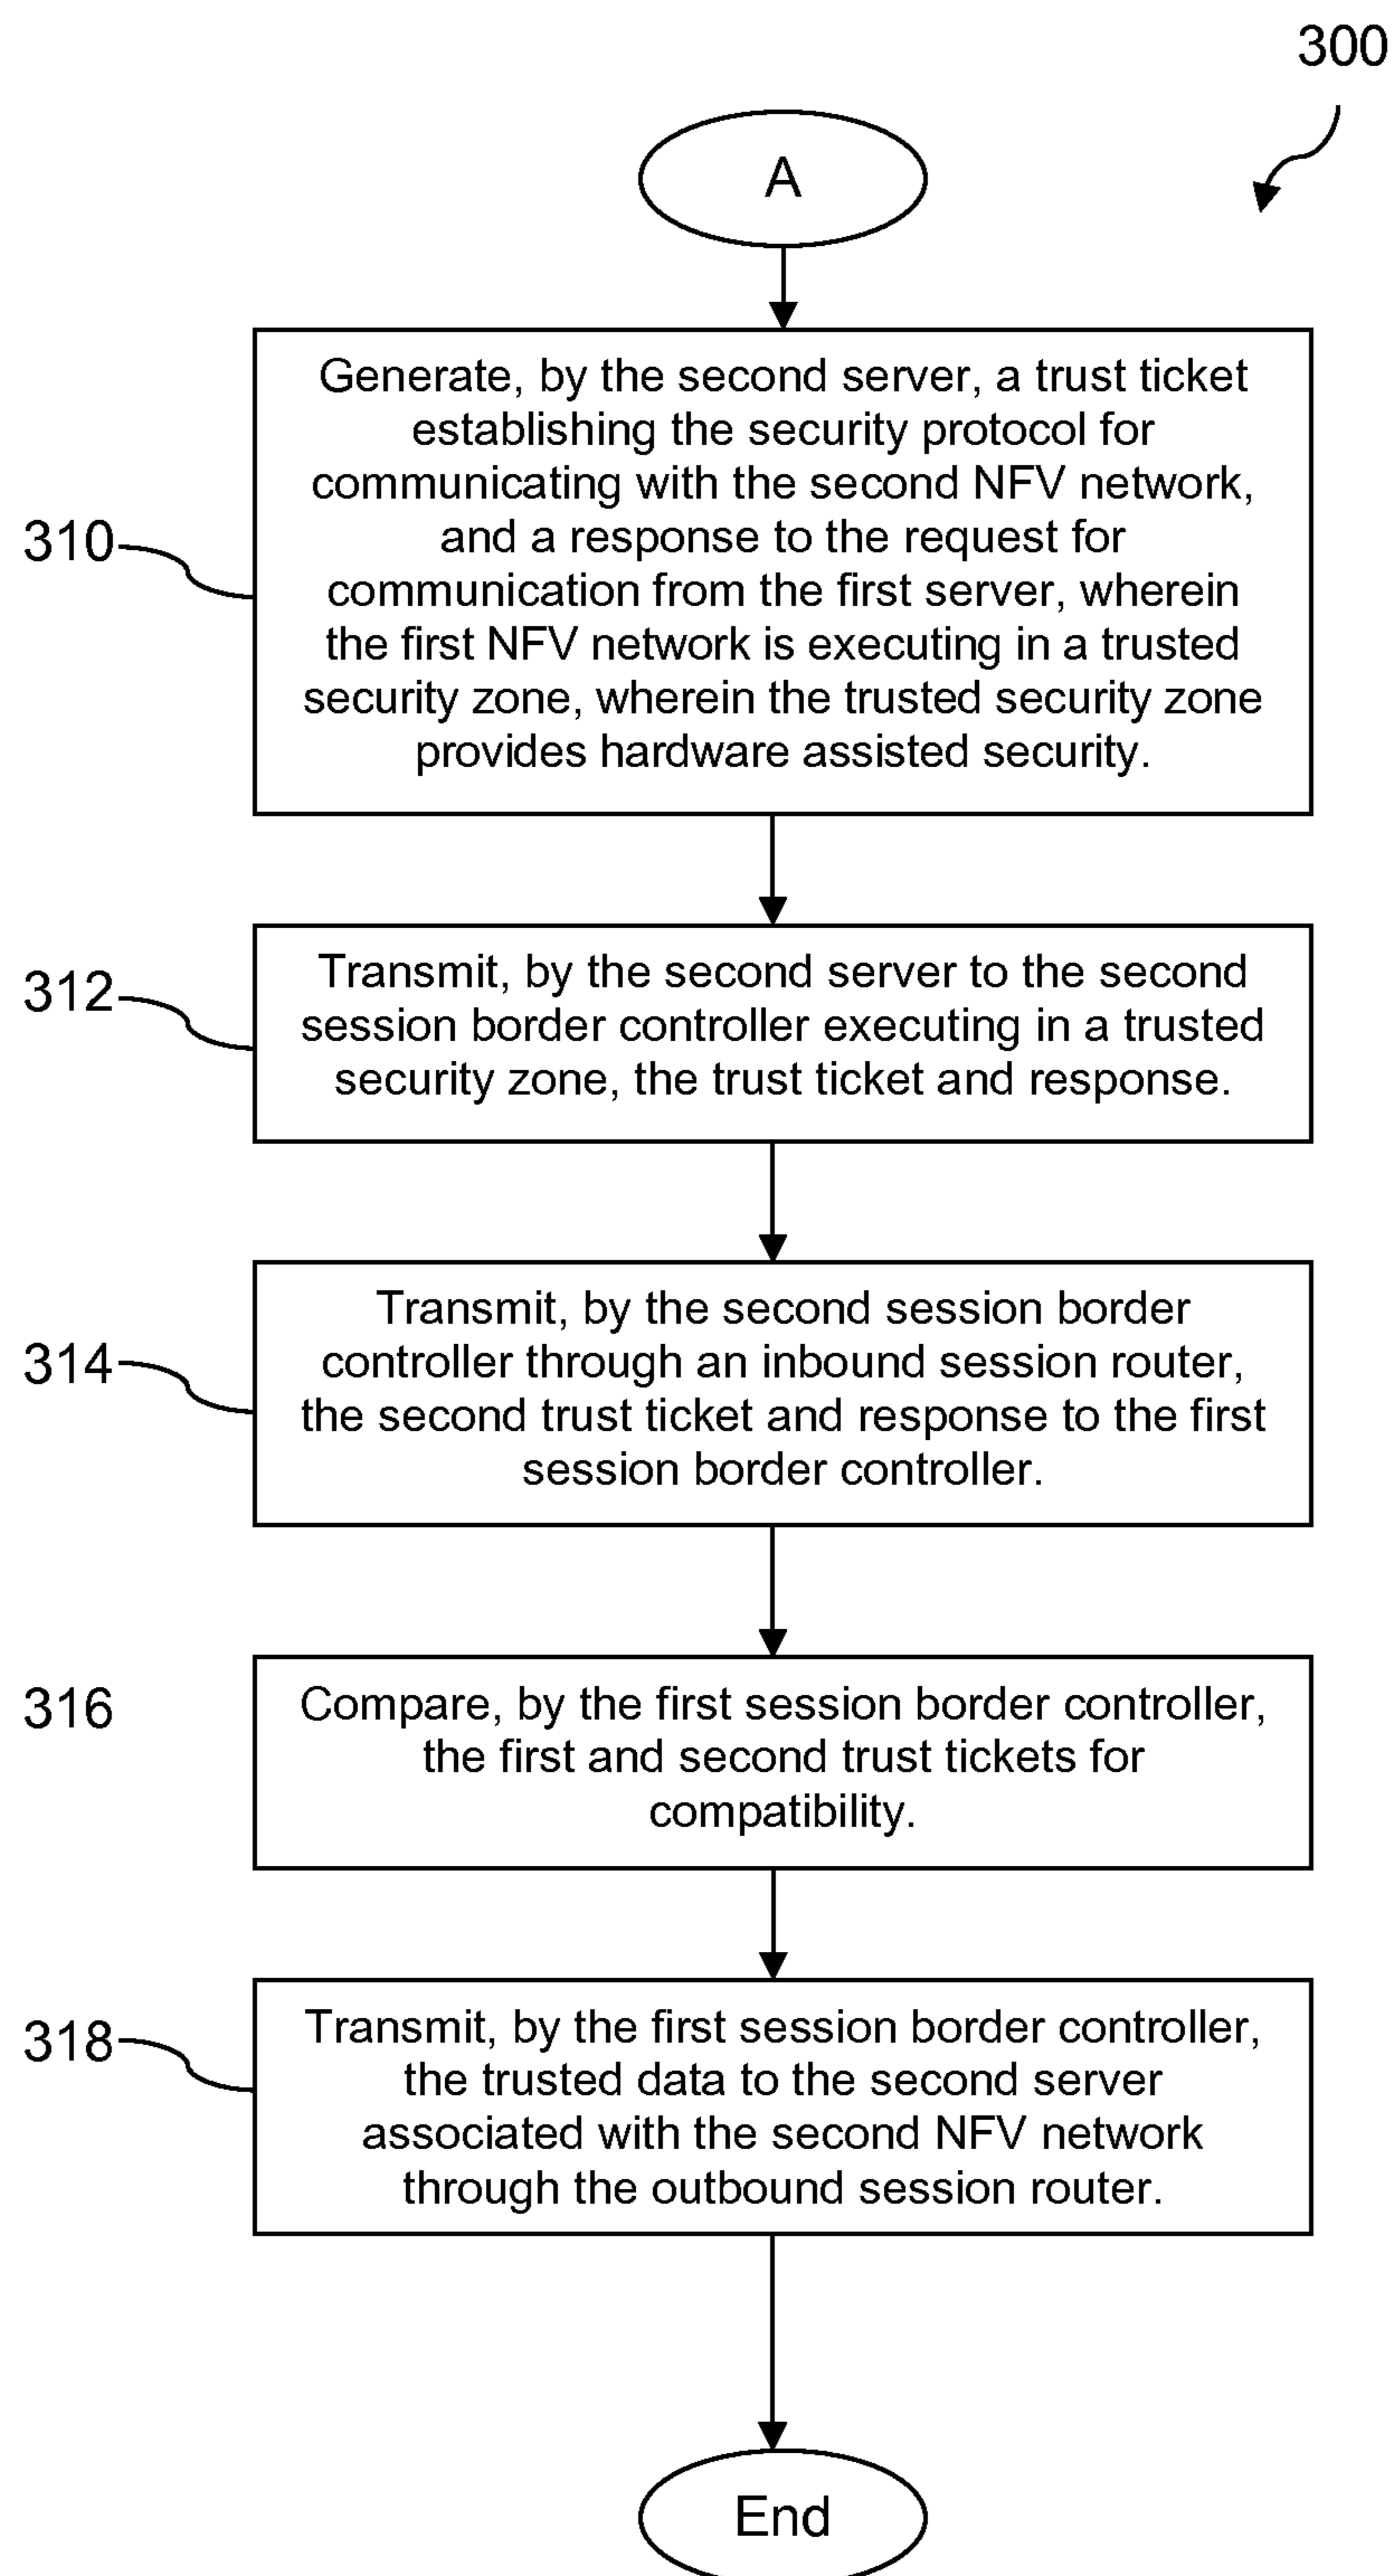 300
A
310
Generate, by the second server, a trust ticket
establishing the security protocol for
communicating with the second NFV network,
and a response to the request for
communication from the first server, wherein
the first NFV network is executing in a trusted
security zone, wherein the trusted security zone
provides hardware assisted security.
312
Transmit, by the second server to the second
session border controller executing in a trusted
security zone, the trust ticket and response.
314
Transmit, by the second session border
controller through an inbound session router,
the second trust ticket and response to the first
session border controller.
316
Compare, by the first session border controller,
the first and second trust tickets for
compatibility.
318
Transmit, by the first session border controller,
the trusted data to the second server
associated with the second NFV network
through the outbound session router.
End